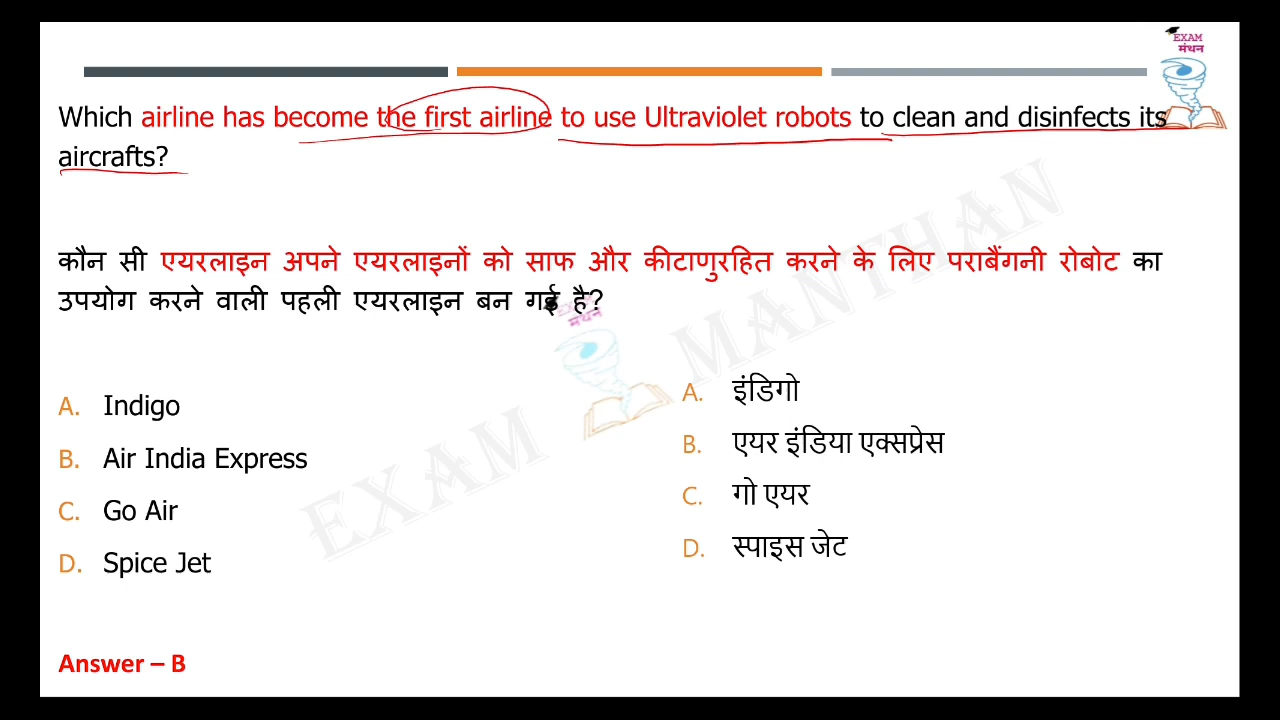 EXAM
मंथन
Which airline has become the first airline to use Ultraviolet robots to clean and disinfects its
aircrafts?
कौन सी एयरलाइन अपने एयरलाइनों को साफ और कीटाणुरहित करने के लिए पराबैंगनी रोबोट का
उपयोग करने वाली पहली एयरलाइन बन गई है?
EXAM
मंथन
EXAM MANTHAN
A. Indigo
B. Air India Express
C. Go Air
D. Spice Jet
A. इंडिगो
B. एयर इंडिया एक्सप्रेस
C. गो एयर
D. स्पाइस जेट
Answer – B